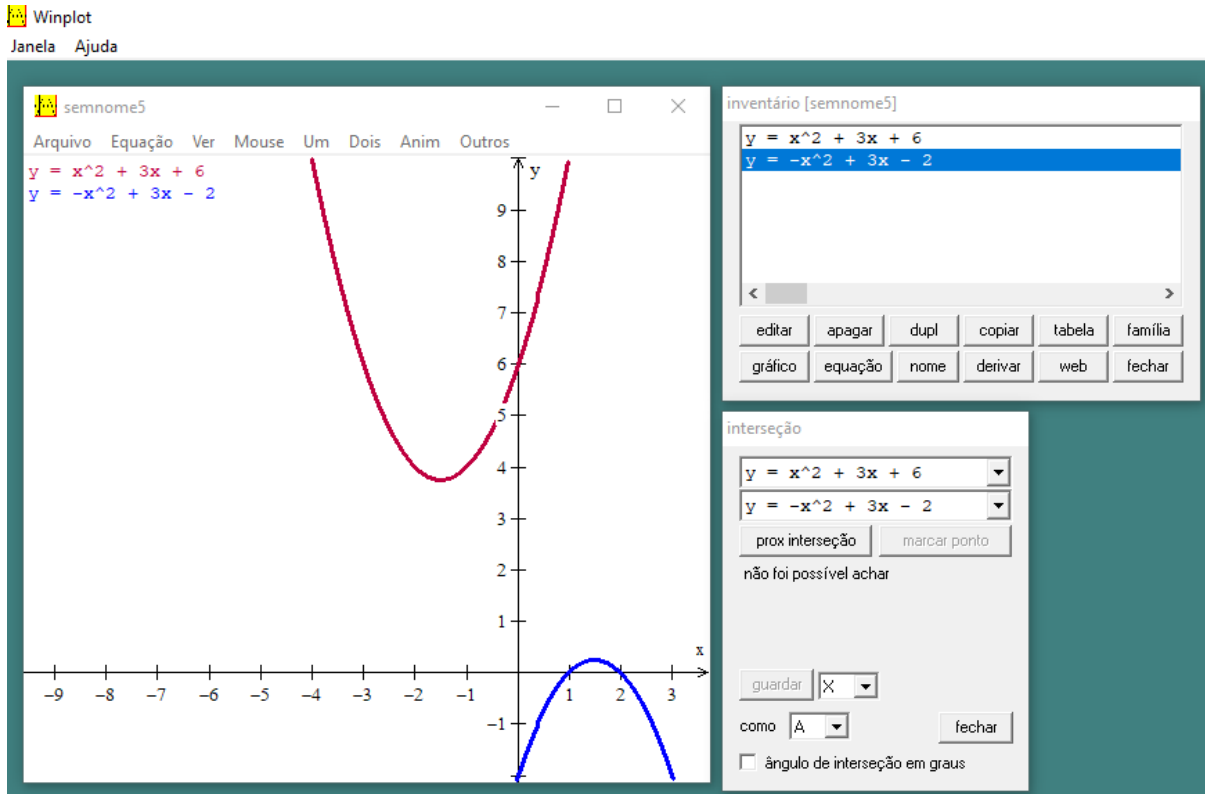 Winplot
Janela Ajuda
semnome5
Arquivo Equação Ver Mouse Um Dois Anim Outros
y = x^2 + 3x + 6
y = -x^2 + 3x - 2
y
9
8
7
6
5
4
3
2
1
x
-9 -8 -7 -6 -5 -4 -3 -2 -1 1 2 3
-1
inventário [semnome5]
y = x^2 + 3x + 6
y = -x^2 + 3x - 2
editar apagar dupl copiar tabela família
gráfico equação nome derivar web fechar
interseção
y = x^2 + 3x + 6
y = -x^2 + 3x - 2
prox interseção marcar ponto
não foi possível achar
guardar X
como A fechar
ângulo de interseção em graus